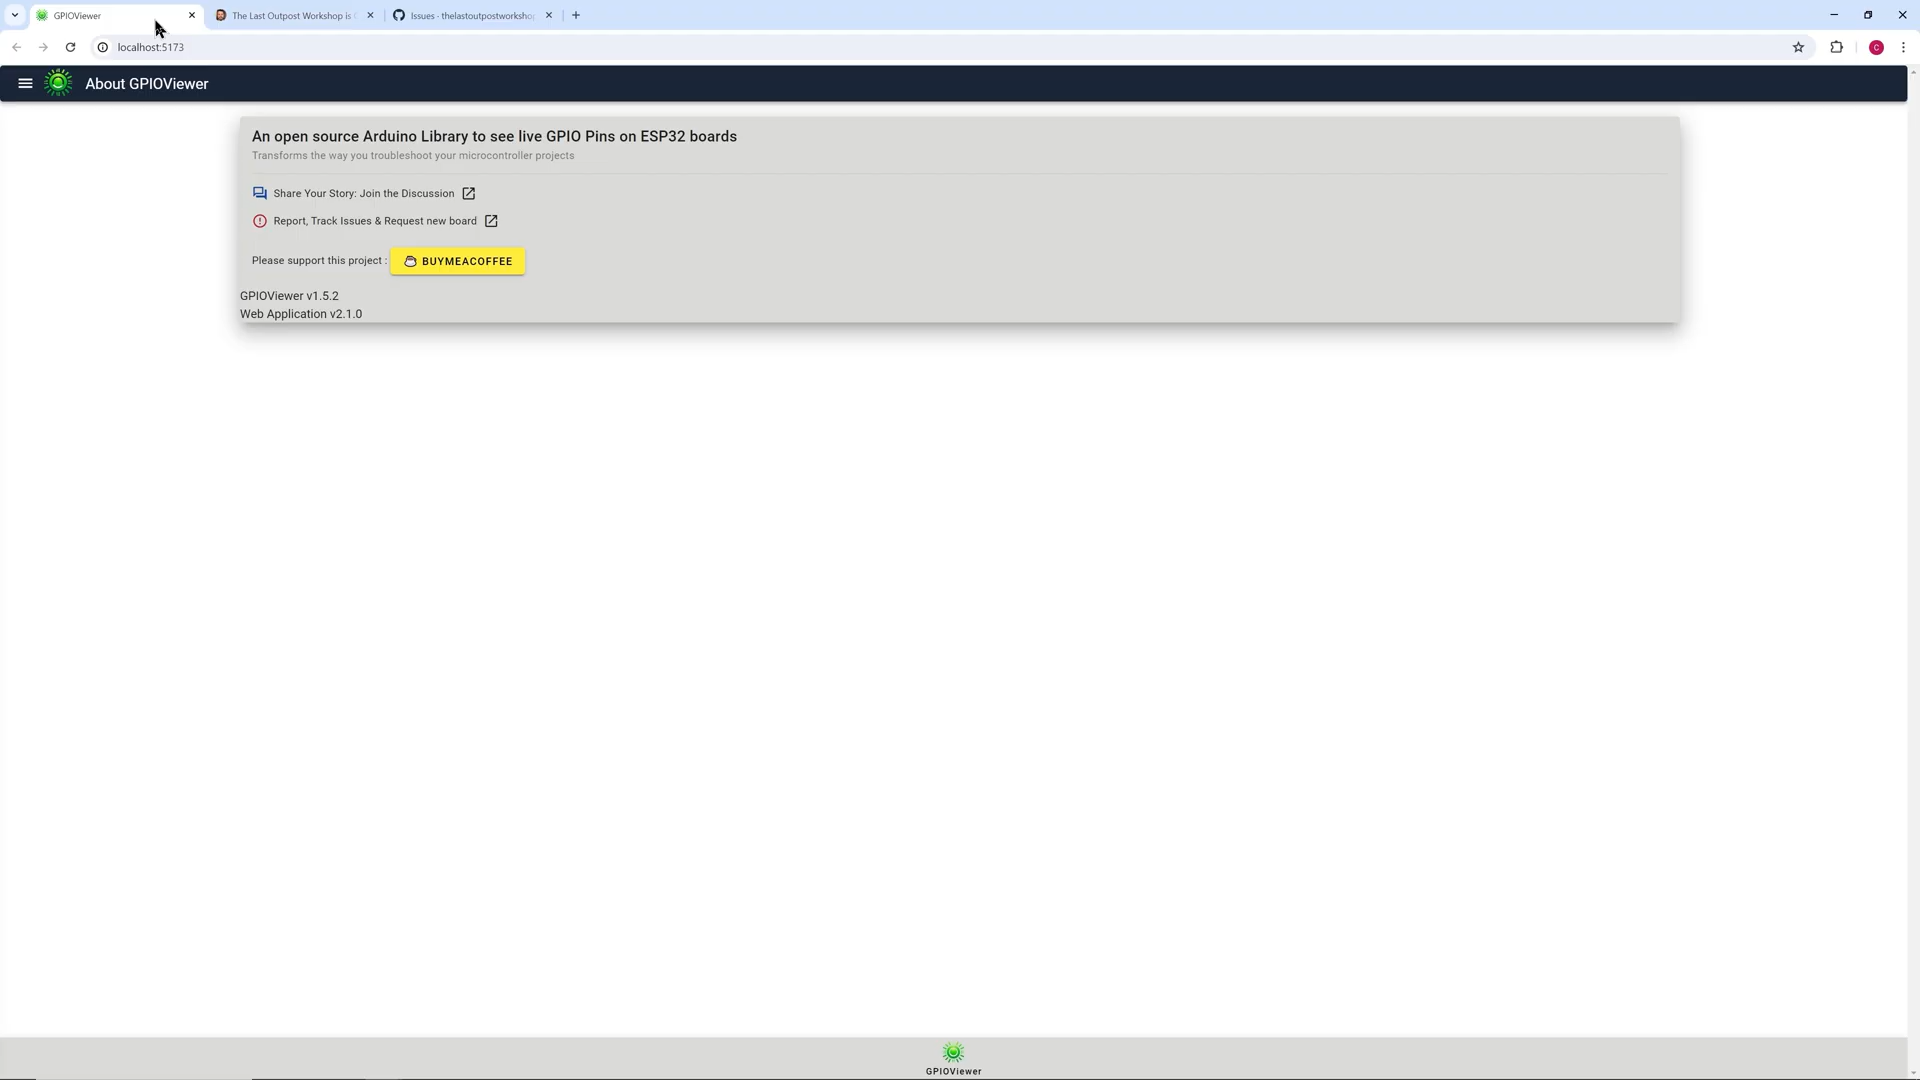 GPIOViewer
The Last Outpost Workshop is
Issues · thelastoutpostworkshop
localhost:5173
C
About GPIOViewer
An open source Arduino Library to see live GPIO Pins on ESP32 boards
Transforms the way you troubleshoot your microcontroller projects
Share Your Story: Join the Discussion
Report, Track Issues & Request new board
Please support this project :
BUYMEACOFFEE
GPIOViewer v1.5.2
Web Application v2.1.0
GPIOViewer